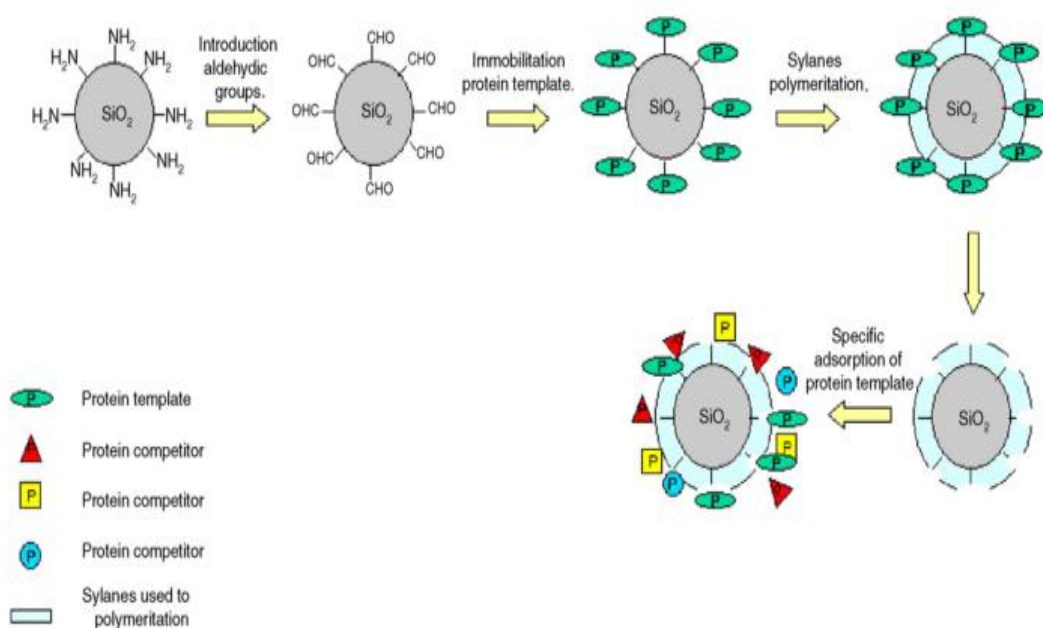 NH₂
H₂N
NH₂
H₂N
SiO₂
NH₂
NH₂
NH₂
NH₂
Introduction
aldehydic
groups.
CHO
OHC
CHO
OHC
SiO₂
CHO
OHC
CHO
CHO
Immobilitation
protein template.
P
P
P
P
SiO₂
P
P
P
P
Sylanes
polymeritation.
P
P
P
P
SiO₂
P
P
P
P
SiO₂
Specific
adsorption of
protein template
P
P
P
P
P
P
SiO₂
P
P
P
P
P
P
P
P Protein template
P Protein competitor
P Protein competitor
P Protein competitor
Sylanes used to
polymeritation